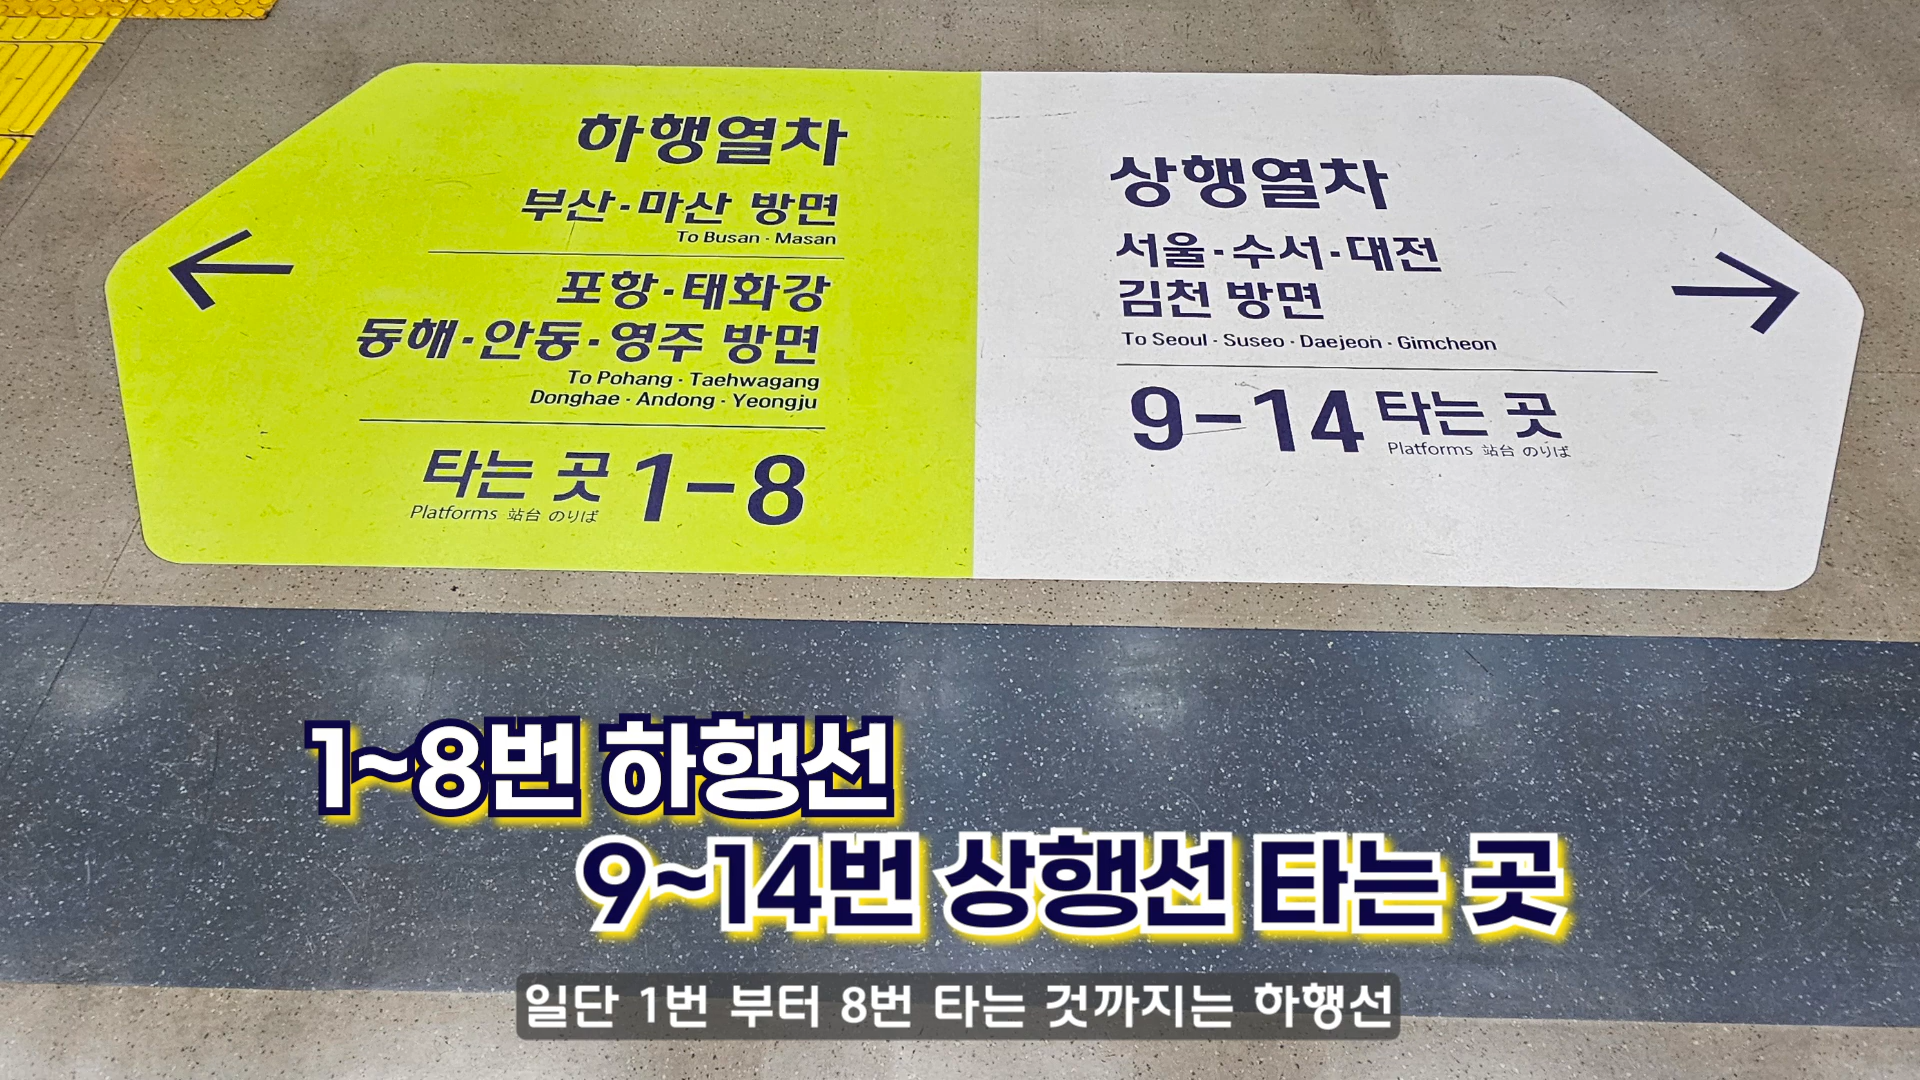 하행열차
부산·마산 방면
To Busan · Masan
포항·태화강
동해·안동·영주 방면
To Pohang · Taehwagang
Donghae · Andong · Yeongju
타는 곳 1-8
Platforms 站台 のりば
상행열차
서울·수서·대전
김천 방면
To Seoul · Suseo · Daejeon · Gimcheon
9-14 타는 곳
Platforms 站台 のりば
1~8번 하행선
9~14번 상행선 타는 곳
일단 1번 부터 8번 타는 것까지는 하행선